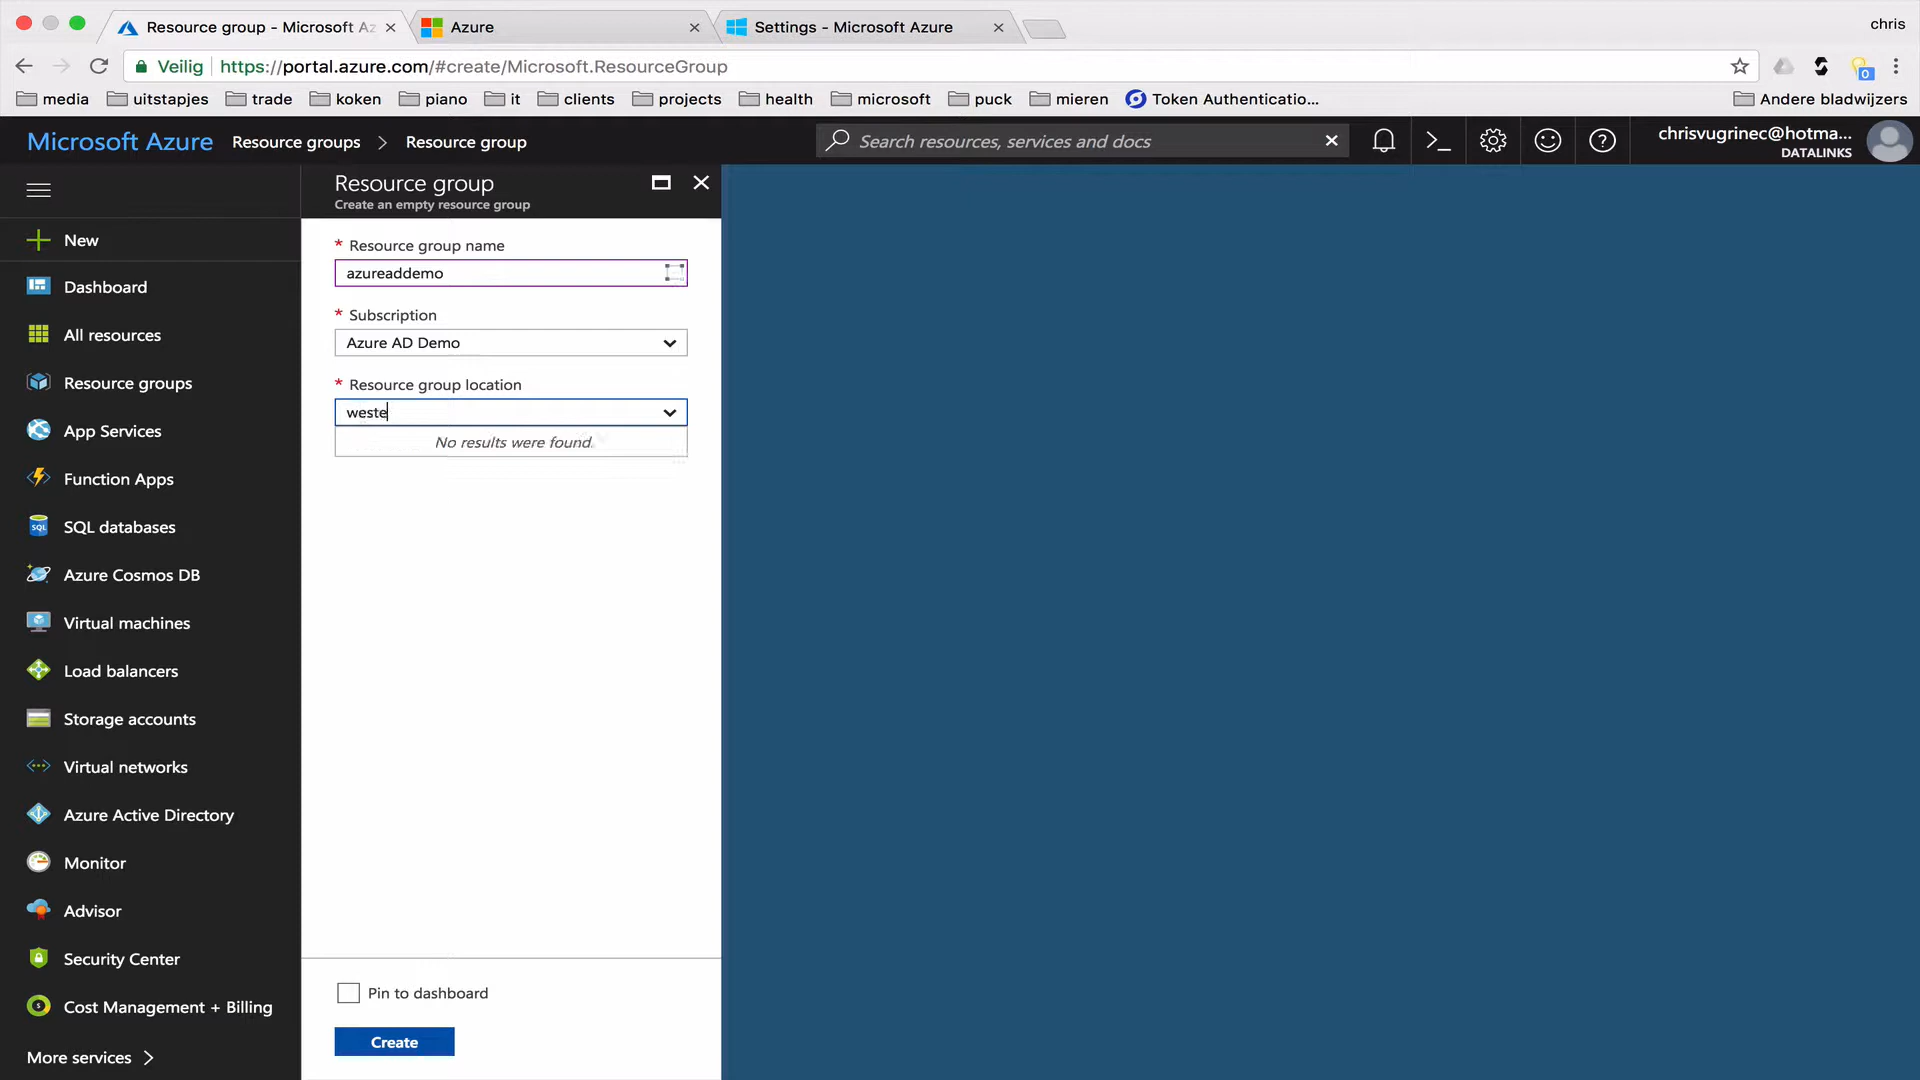 Resource group - Microsoft Az
Azure
Settings - Microsoft Azure
chris
Veilig
https://portal.azure.com/#create/Microsoft.ResourceGroup
media
uitstapjes
trade
koken
piano
it
clients
projects
health
microsoft
puck
mieren
Token Authenticatio...
Andere bladwijzers
Microsoft Azure
Resource groups > Resource group
Search resources, services and docs
chrisvugrinec@hotma...
DATALINKS
Resource group
Create an empty resource group
New
Dashboard
All resources
Resource groups
App Services
Function Apps
SQL databases
Azure Cosmos DB
Virtual machines
Load balancers
Storage accounts
Virtual networks
Azure Active Directory
Monitor
Advisor
Security Center
Cost Management + Billing
More services >
* Resource group name
azureaddemo
* Subscription
Azure AD Demo
* Resource group location
weste
No results were found.
Pin to dashboard
Create